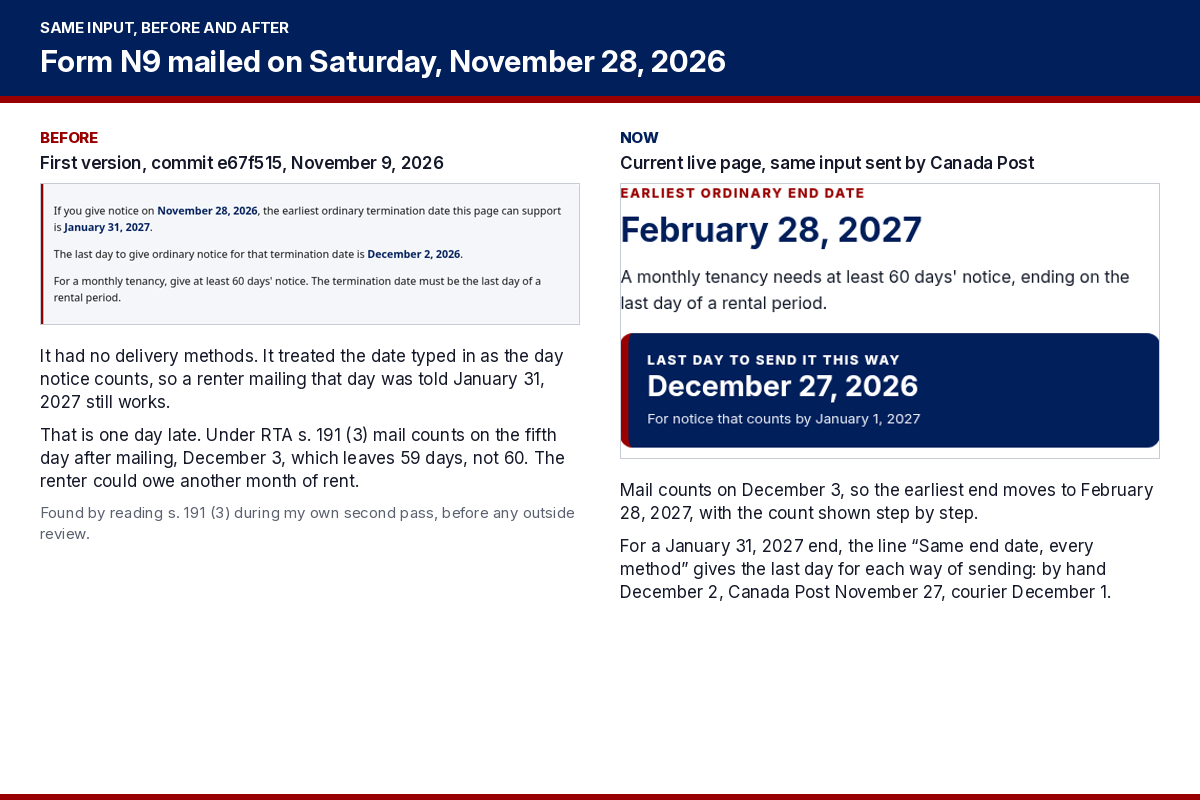 SAME INPUT, BEFORE AND AFTER
Form N9 mailed on Saturday, November 28, 2026
BEFORE
First version, commit e67f515, November 9, 2026
If you give notice on November 28, 2026, the earliest ordinary termination date this page can support
is January 31, 2027.
The last day to give ordinary notice for that termination date is December 2, 2026.
For a monthly tenancy, give at least 60 days' notice. The termination date must be the last day of a
rental period.
It had no delivery methods. It treated the date typed in as the day
notice counts, so a renter mailing that day was told January 31,
2027 still works.
That is one day late. Under RTA s. 191 (3) mail counts on the fifth
day after mailing, December 3, which leaves 59 days, not 60. The
renter could owe another month of rent.
Found by reading s. 191 (3) during my own second pass, before any outside
review.
NOW
Current live page, same input sent by Canada Post
EARLIEST ORDINARY END DATE
February 28, 2027
A monthly tenancy needs at least 60 days' notice, ending on the
last day of a rental period.
LAST DAY TO SEND IT THIS WAY
December 27, 2026
For notice that counts by January 1, 2027
Mail counts on December 3, so the earliest end moves to February
28, 2027, with the count shown step by step.
For a January 31, 2027 end, the line “Same end date, every
method” gives the last day for each way of sending: by hand
December 2, Canada Post November 27, courier December 1.